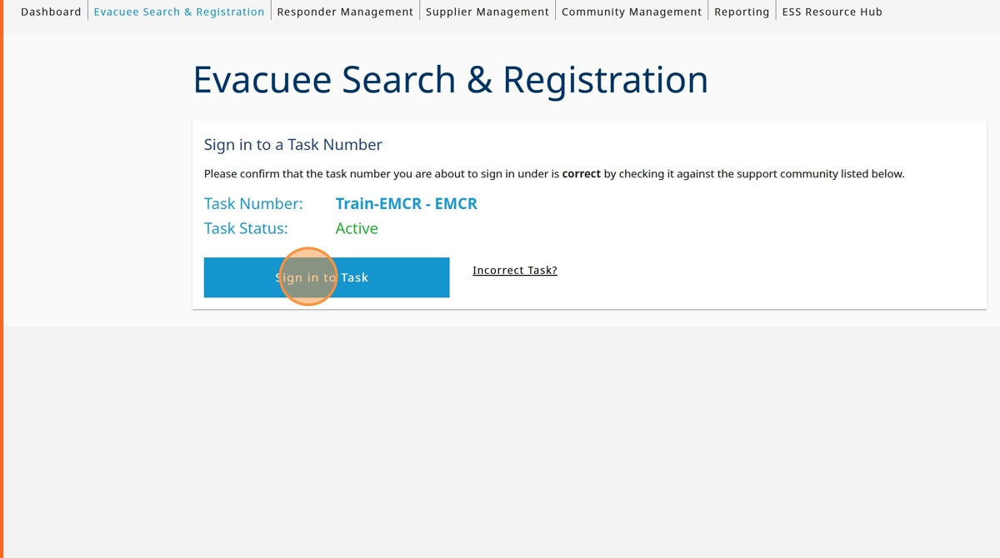 Dashboard Evacuee Search & Registration Responder Management Supplier Management Community Management Reporting ESS Resource Hub
Evacuee Search & Registration
Sign in to a Task Number
Please confirm that the task number you are about to sign in under is correct by checking it against the support community listed below.
Task Number: Train-EMCR - EMCR
Task Status: Active
Sign in to Task
Incorrect Task?